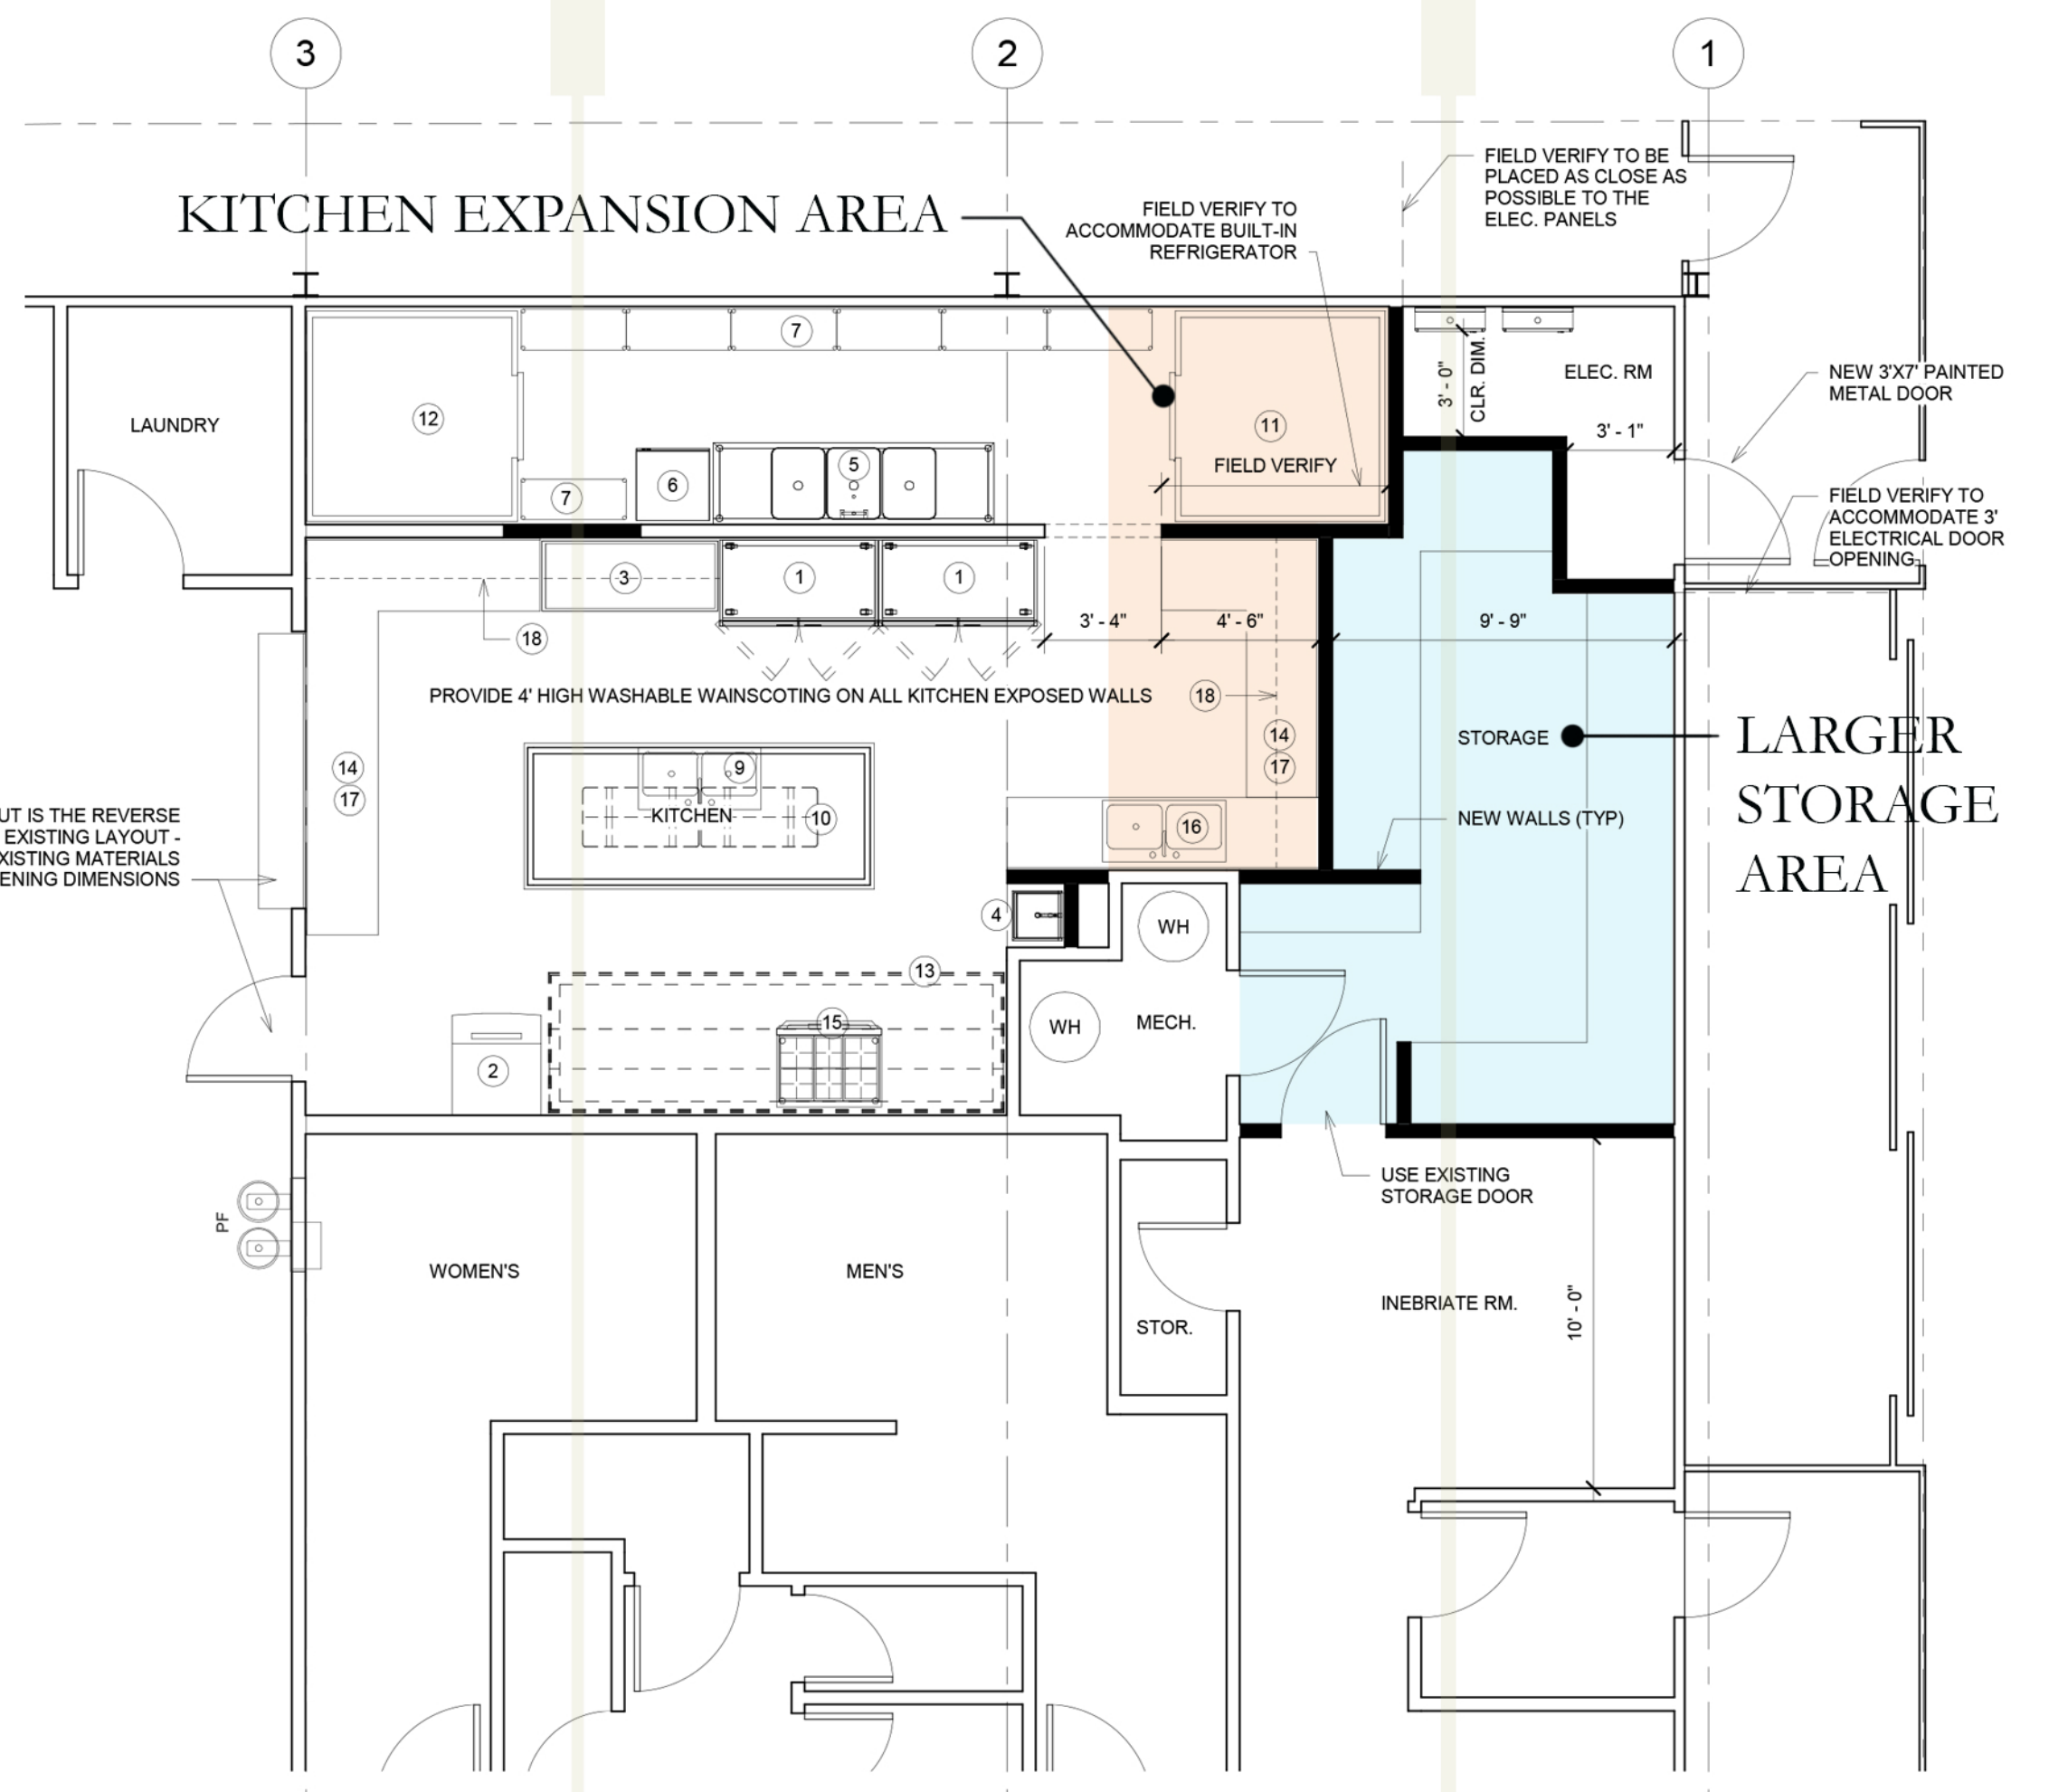 3
2
1
KITCHEN EXPANSION AREA
FIELD VERIFY TO
ACCOMMODATE BUILT-IN
REFRIGERATOR
FIELD VERIFY TO BE
PLACED AS CLOSE AS
POSSIBLE TO THE
ELEC. PANELS
7
12
11
FIELD VERIFY
3' - 0"
CLR. DIM.
ELEC. RM
3' - 1"
NEW 3'X7' PAINTED
METAL DOOR
LAUNDRY
7
6
5
FIELD VERIFY TO
ACCOMMODATE 3'
ELECTRICAL DOOR
OPENING
3
1
1
18
3' - 4"
4' - 6"
9' - 9"
PROVIDE 4' HIGH WASHABLE WAINSCOTING ON ALL KITCHEN EXPOSED WALLS
18
14
17
STORAGE
LARGER
STORAGE
AREA
14
17
9
KITCHEN
10
16
NEW WALLS (TYP)
UT IS THE REVERSE
EXISTING LAYOUT -
XISTING MATERIALS
ENING DIMENSIONS
4
WH
13
WH
MECH.
15
2
USE EXISTING
STORAGE DOOR
PF
WOMEN'S
MEN'S
STOR.
INEBRIATE RM.
10' - 0"